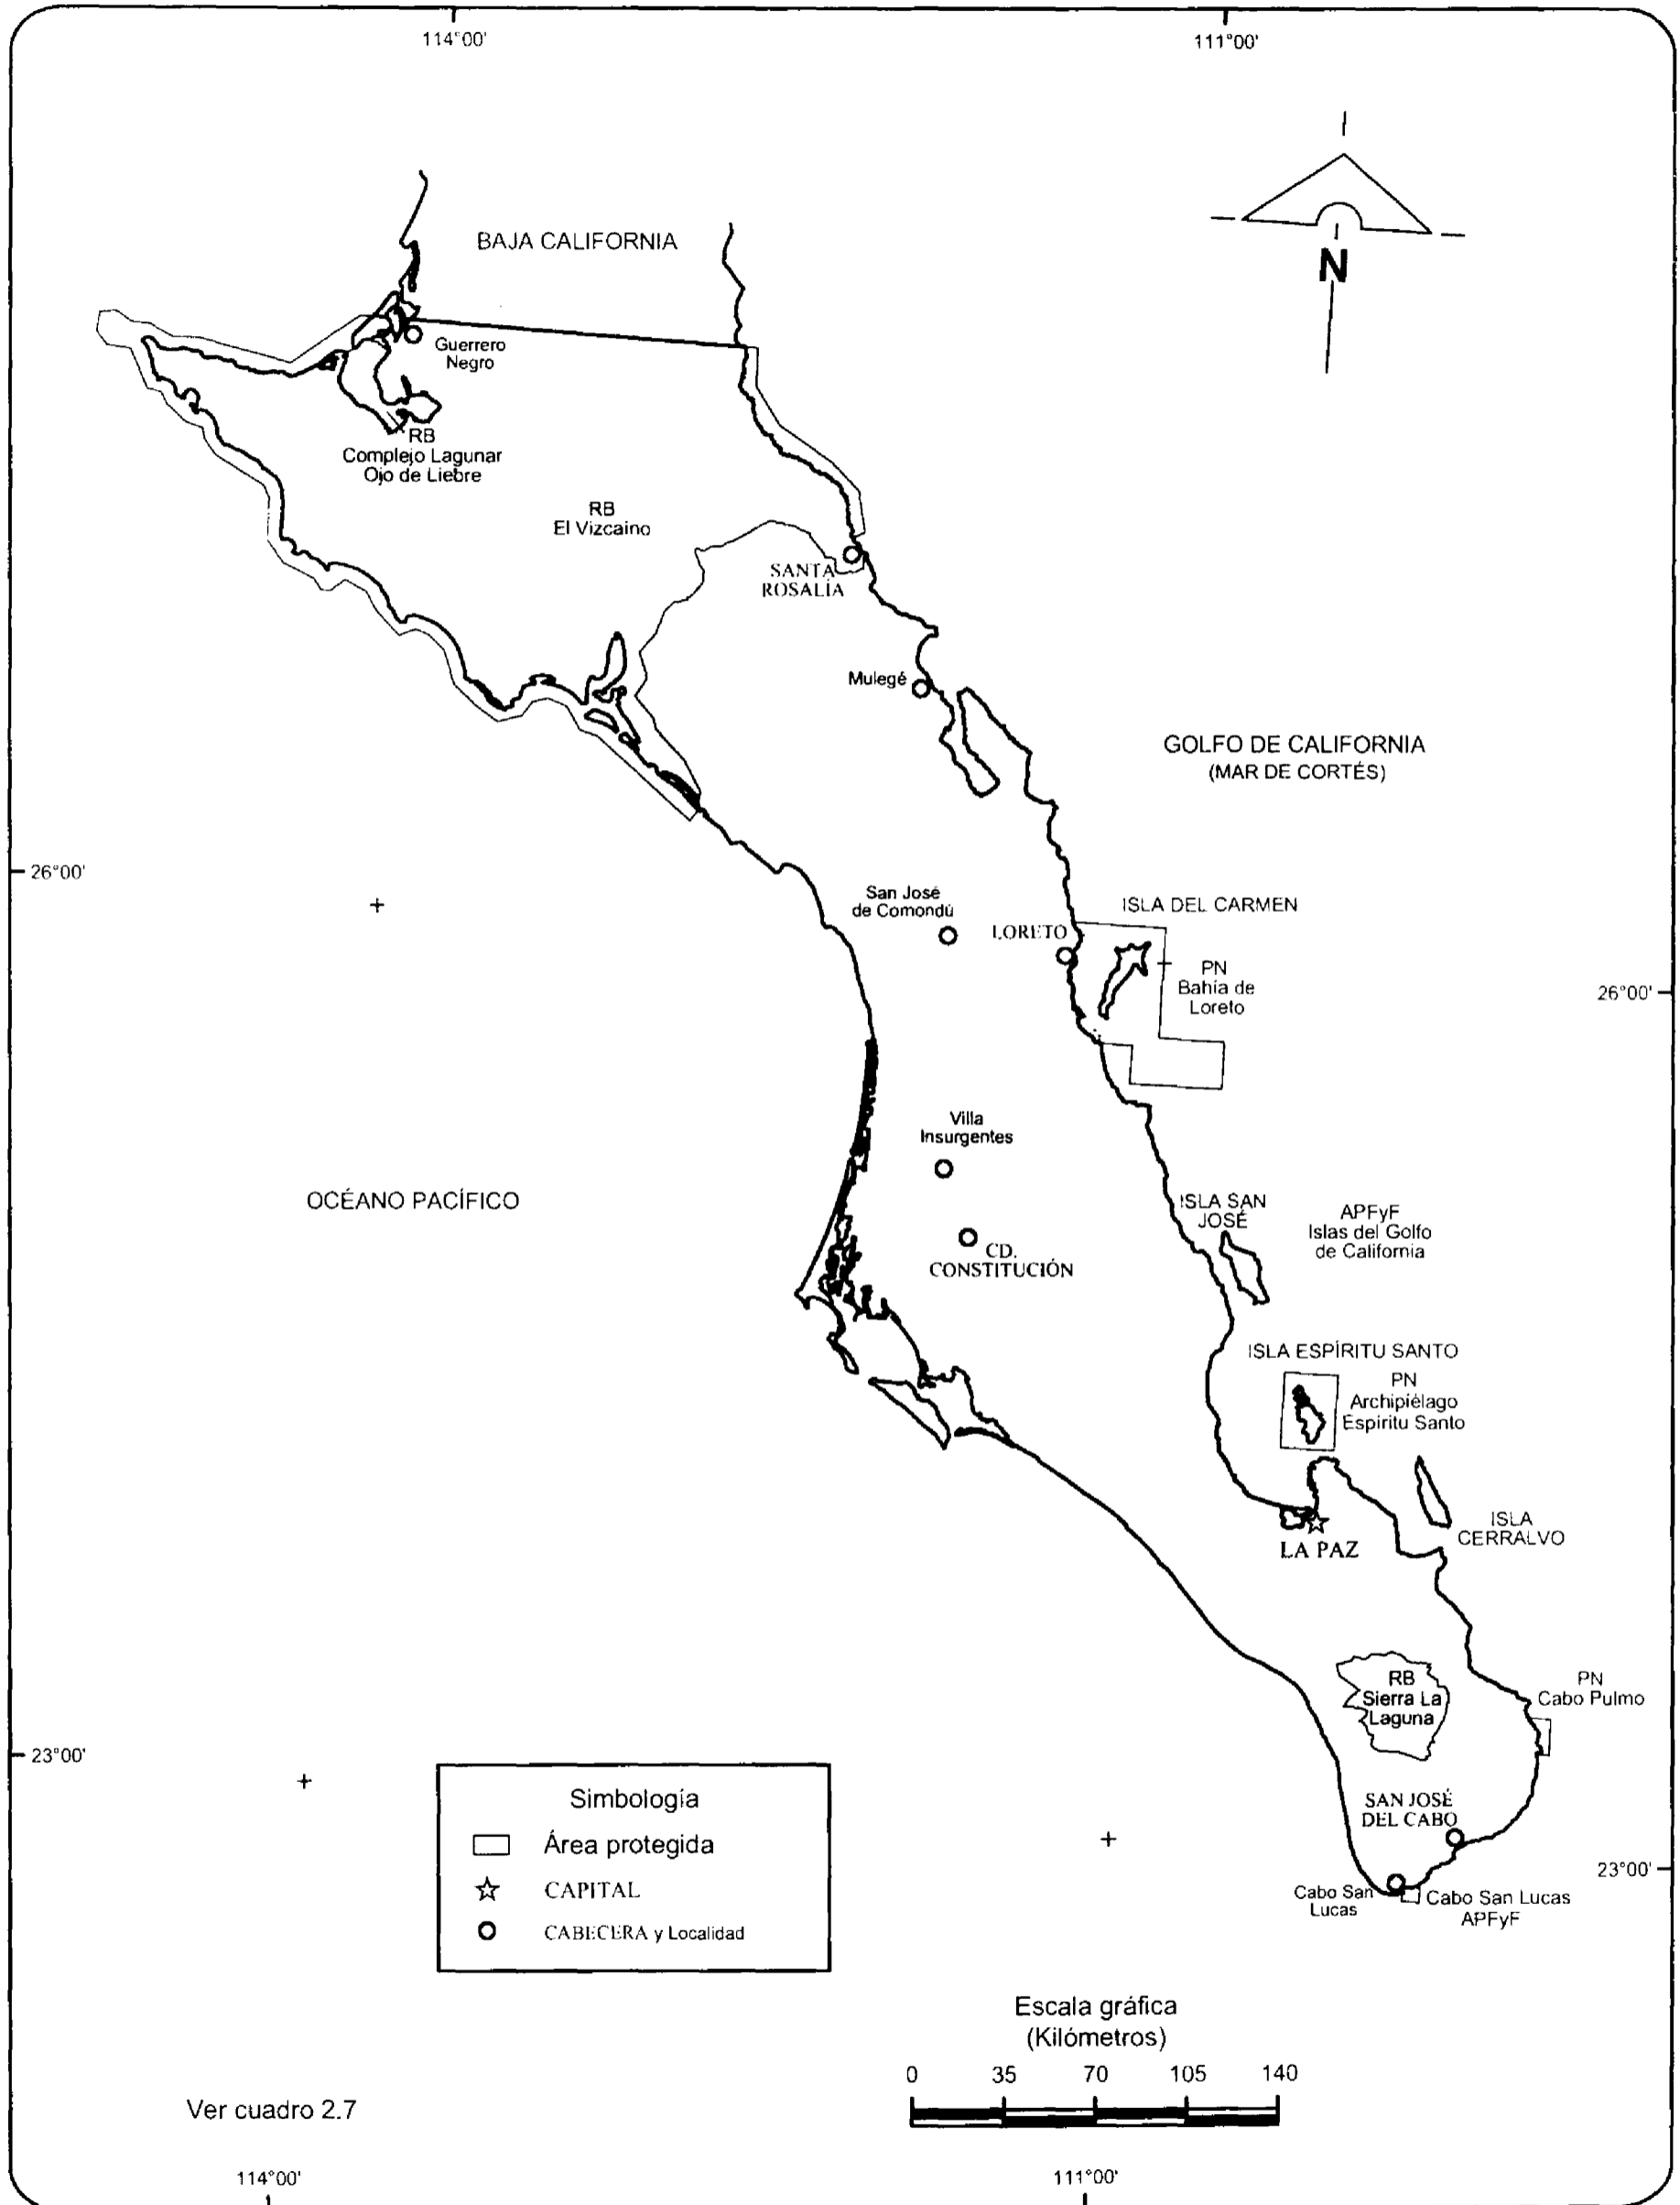 114°00'
111°00'
BAJA CALIFORNIA
N
Guerrero
Negro
RB
Complejo Lagunar
Ojo de Liebre
RB
El Vizcaino
SANTA
ROSALÍA
Mulegé
GOLFO DE CALIFORNIA
(MAR DE CORTÉS)
26°00'
San José
de Comondú
ISLA DEL CARMEN
LORETO
PN
Bahía de
Loreto
26°00'
Villa
Insurgentes
OCÉANO PACÍFICO
ISLA SAN
JOSÉ
APFyF
Islas del Golfo
de California
CD.
CONSTITUCIÓN
ISLA ESPÍRITU SANTO
PN
Archipiélago
Espiritu Santo
ISLA
CERRALVO
LA PAZ
RB
Sierra La
Laguna
PN
Cabo Pulmo
23°00'
SAN JOSÉ
DEL CABO
23°00'
Cabo San
Lucas
Cabo San Lucas
APFyF
Simbología
Área protegida
CAPITAL
CABECERA y Localidad
Escala gráfica
(Kilómetros)
0 35 70 105 140
Ver cuadro 2.7
114°00'
111°00'